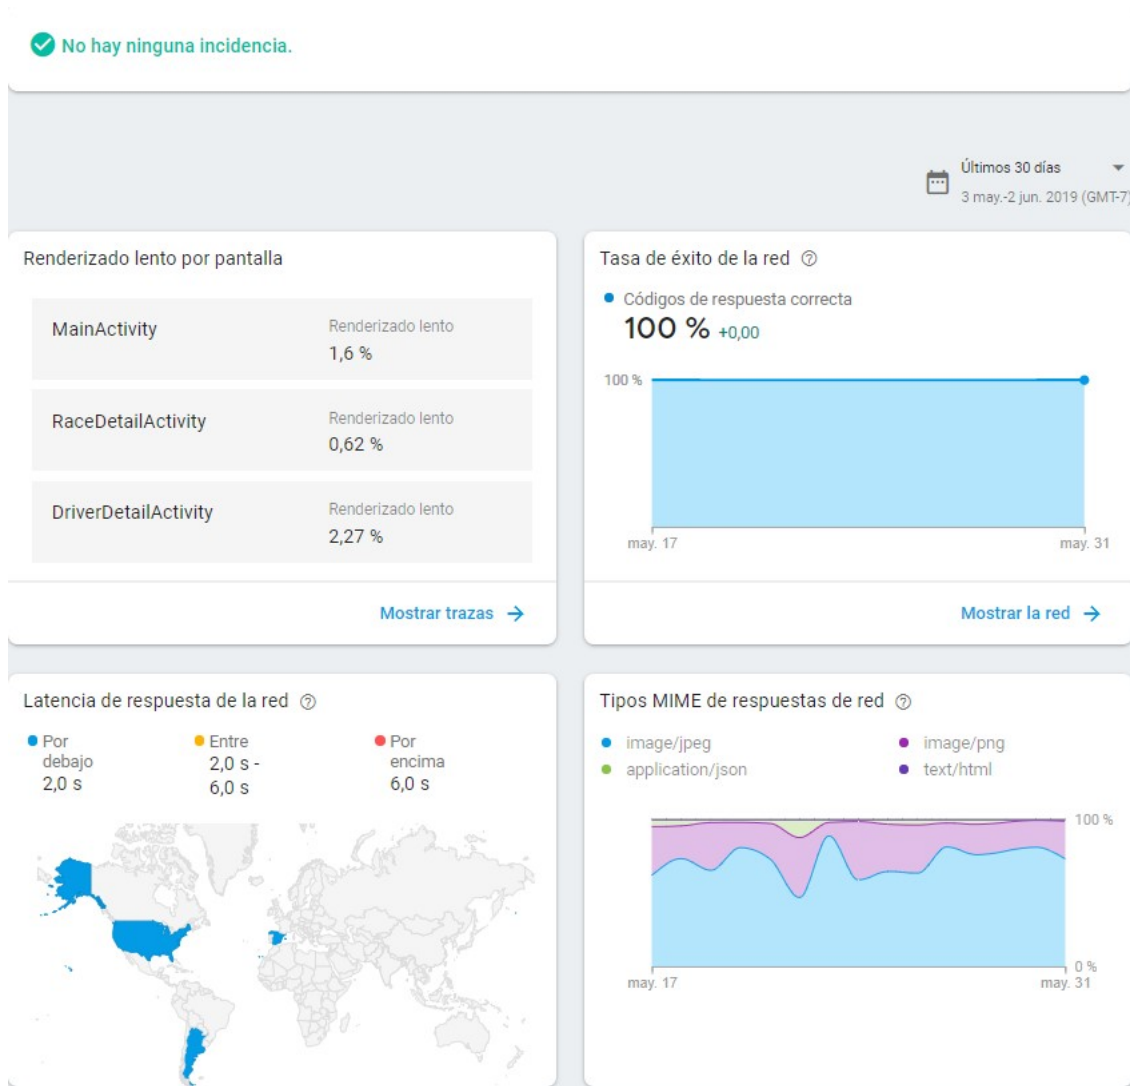 No hay ninguna incidencia.
Últimos 30 días
3 may.-2 jun. 2019 (GMT-7)
Renderizado lento por pantalla
MainActivity
Renderizado lento
1,6 %
RaceDetailActivity
Renderizado lento
0,62 %
DriverDetailActivity
Renderizado lento
2,27 %
Mostrar trazas
Tasa de éxito de la red
Códigos de respuesta correcta
100 % +0,00
100 %
may. 17
may. 31
Mostrar la red
Latencia de respuesta de la red
Por
debajo
2,0 s
Entre
2,0 s -
6,0 s
Por
encima
6,0 s
Tipos MIME de respuestas de red
image/jpeg
image/png
application/json
text/html
100 %
0 %
may. 17
may. 31